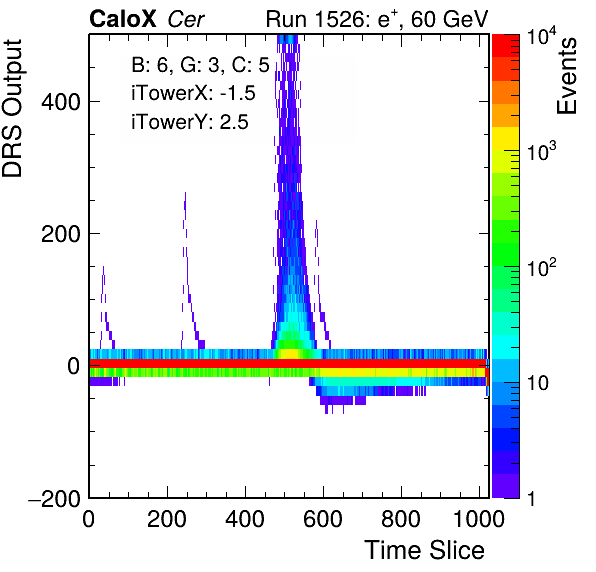 CaloX Cer
Run 1526: e⁺, 60 GeV
B: 6, G: 3, C: 5
iTowerX: -1.5
iTowerY: 2.5
DRS Output
400
200
0
−200
0
200
400
600
800
1000
Time Slice
10⁴
10³
10²
10
1
Events